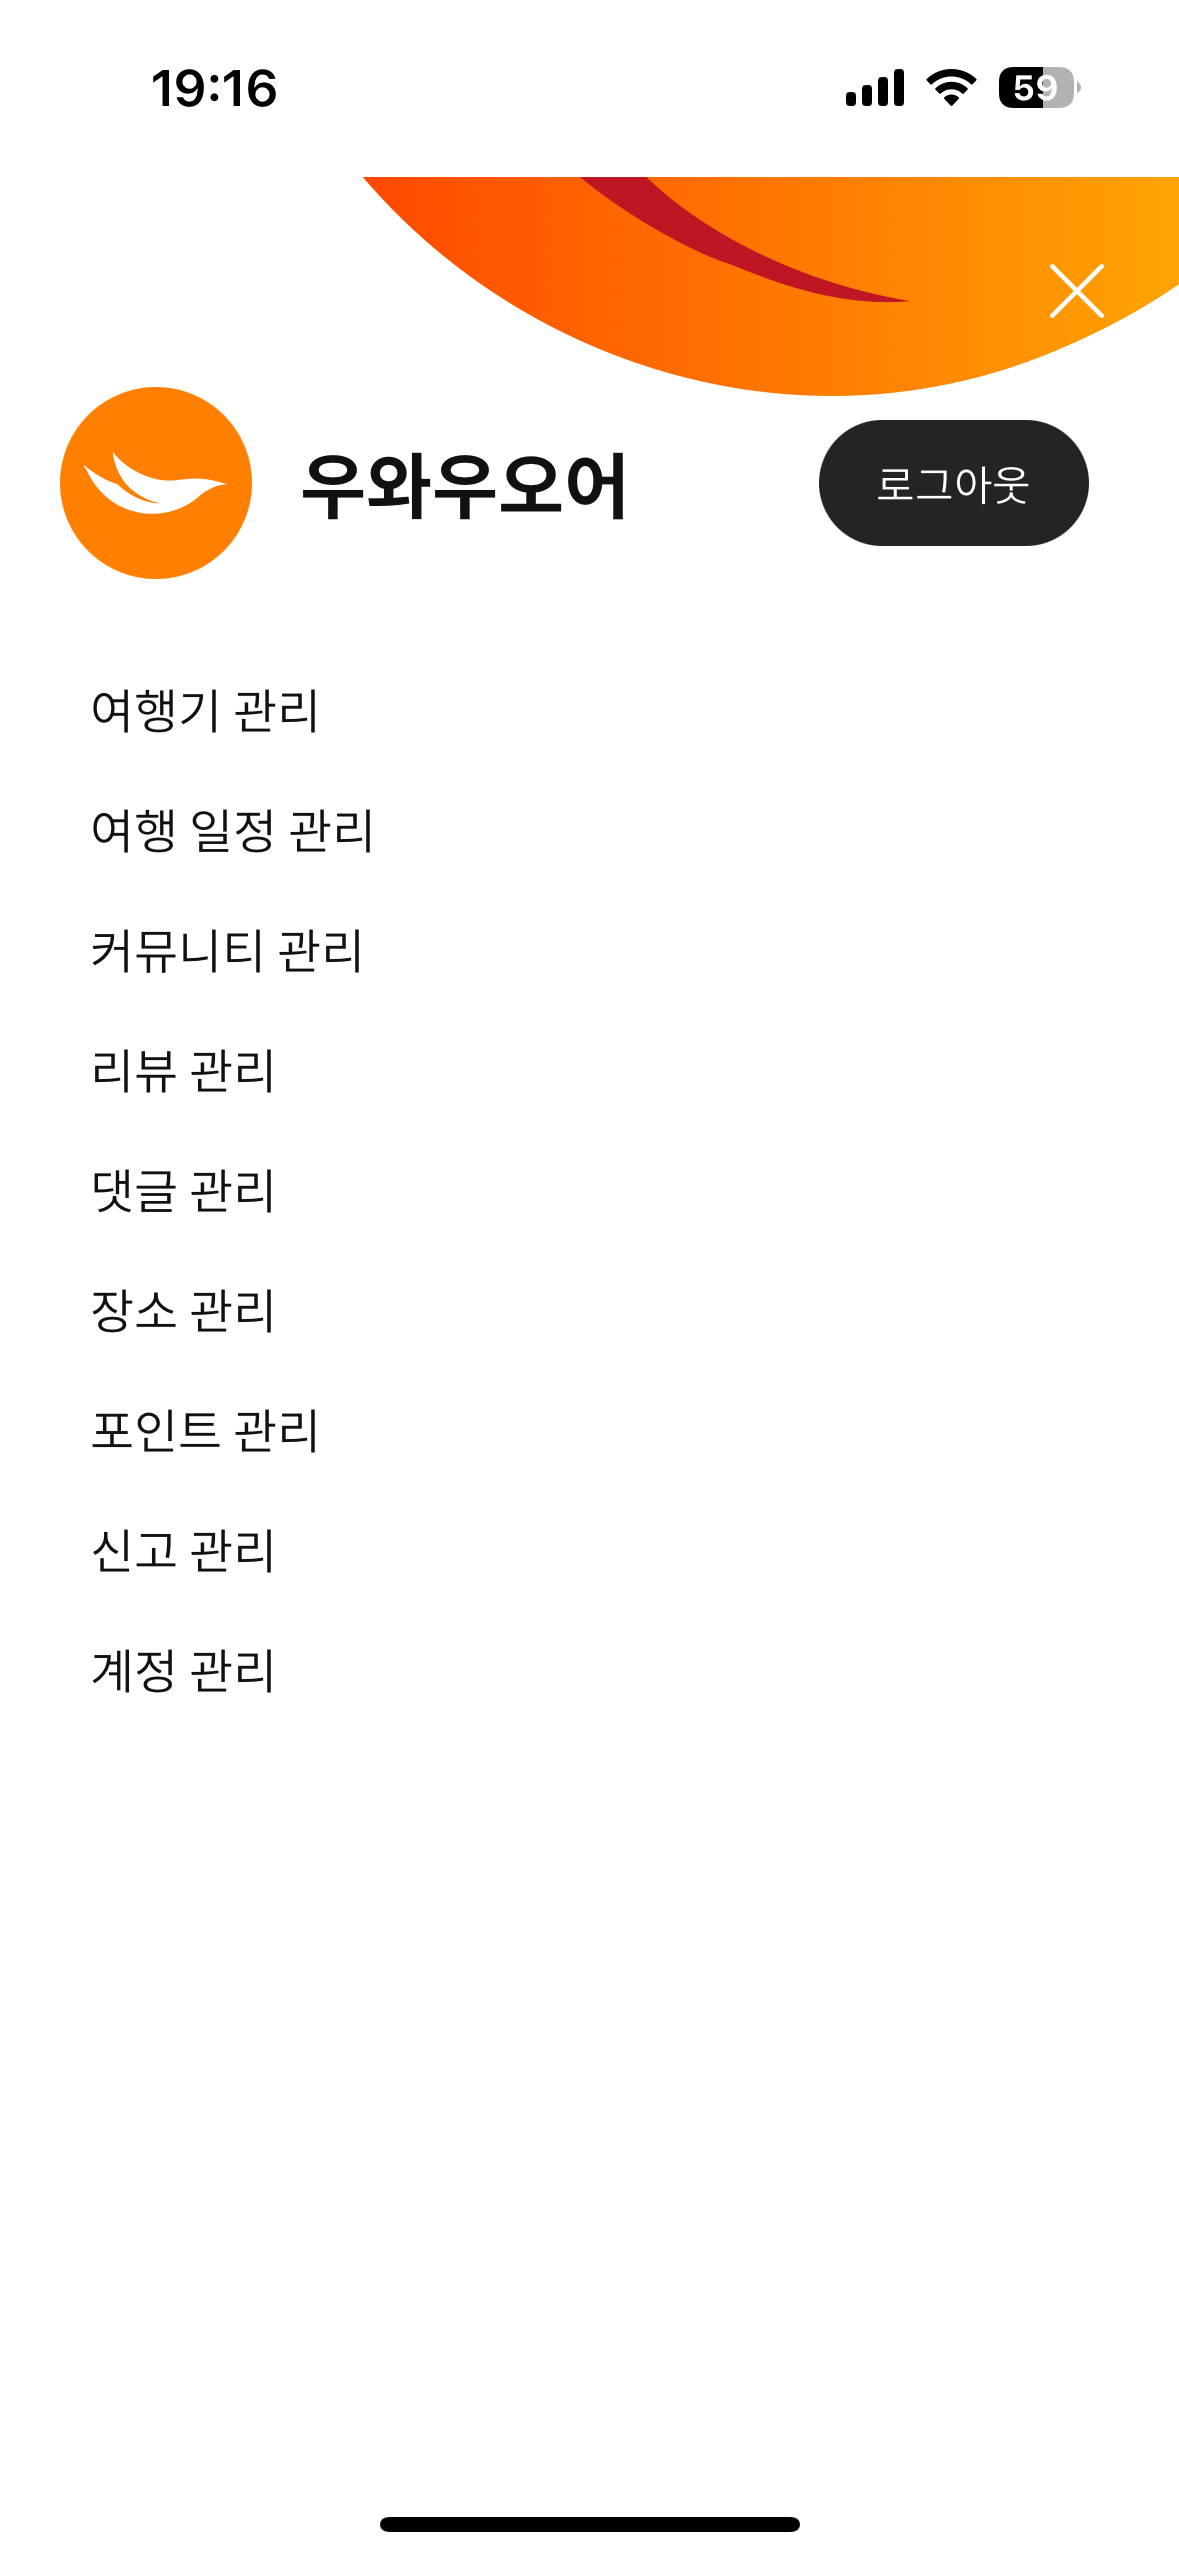 19:16
59
우와우오어
로그아웃
여행기 관리
여행 일정 관리
커뮤니티 관리
리뷰 관리
댓글 관리
장소 관리
포인트 관리
신고 관리
계정 관리